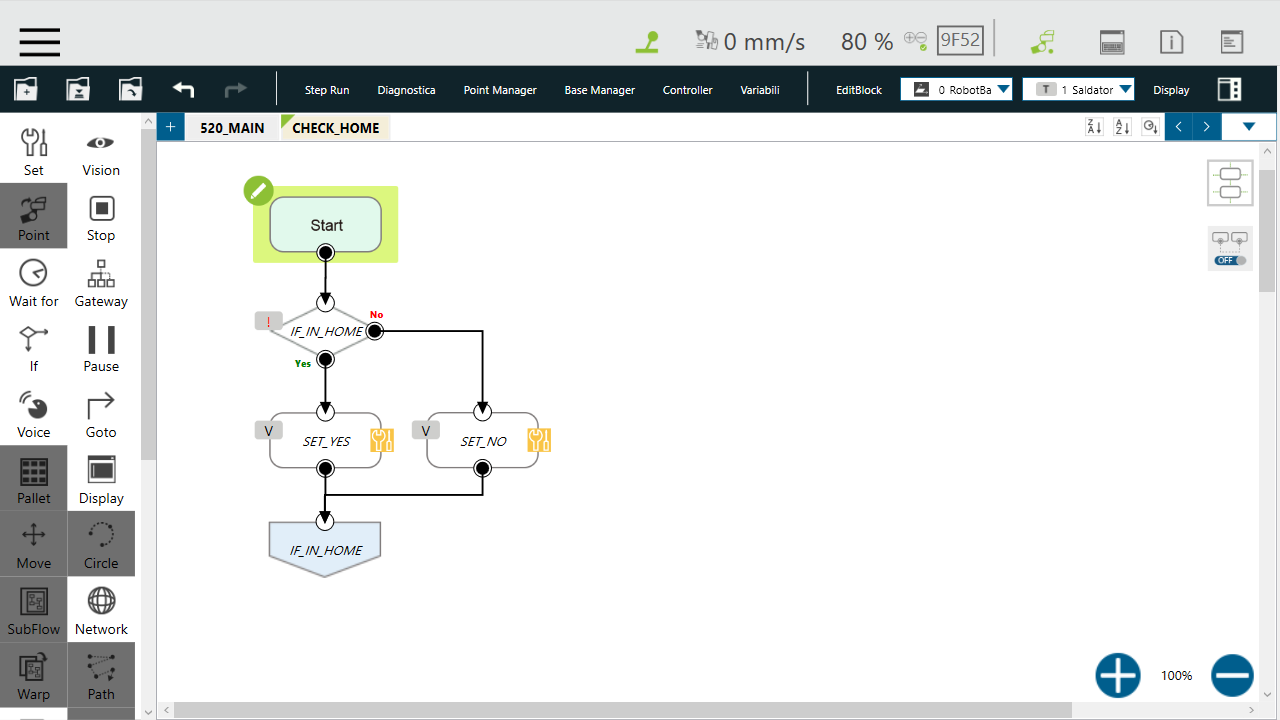 0 mm/s 80 % 9F52
Step Run Diagnostica Point Manager Base Manager Controller Variabili EditBlock 0 RobotBa T 1 Saldator Display
+ 520_MAIN CHECK_HOME
Z A A Z
Set Vision
Point Stop
Wait for Gateway
If Pause
Voice Goto
Pallet Display
Move Circle
SubFlow Network
Warp Path
Start
OFF
! IF_IN_HOME No
Yes
V SET_YES V SET_NO
IF_IN_HOME
100%